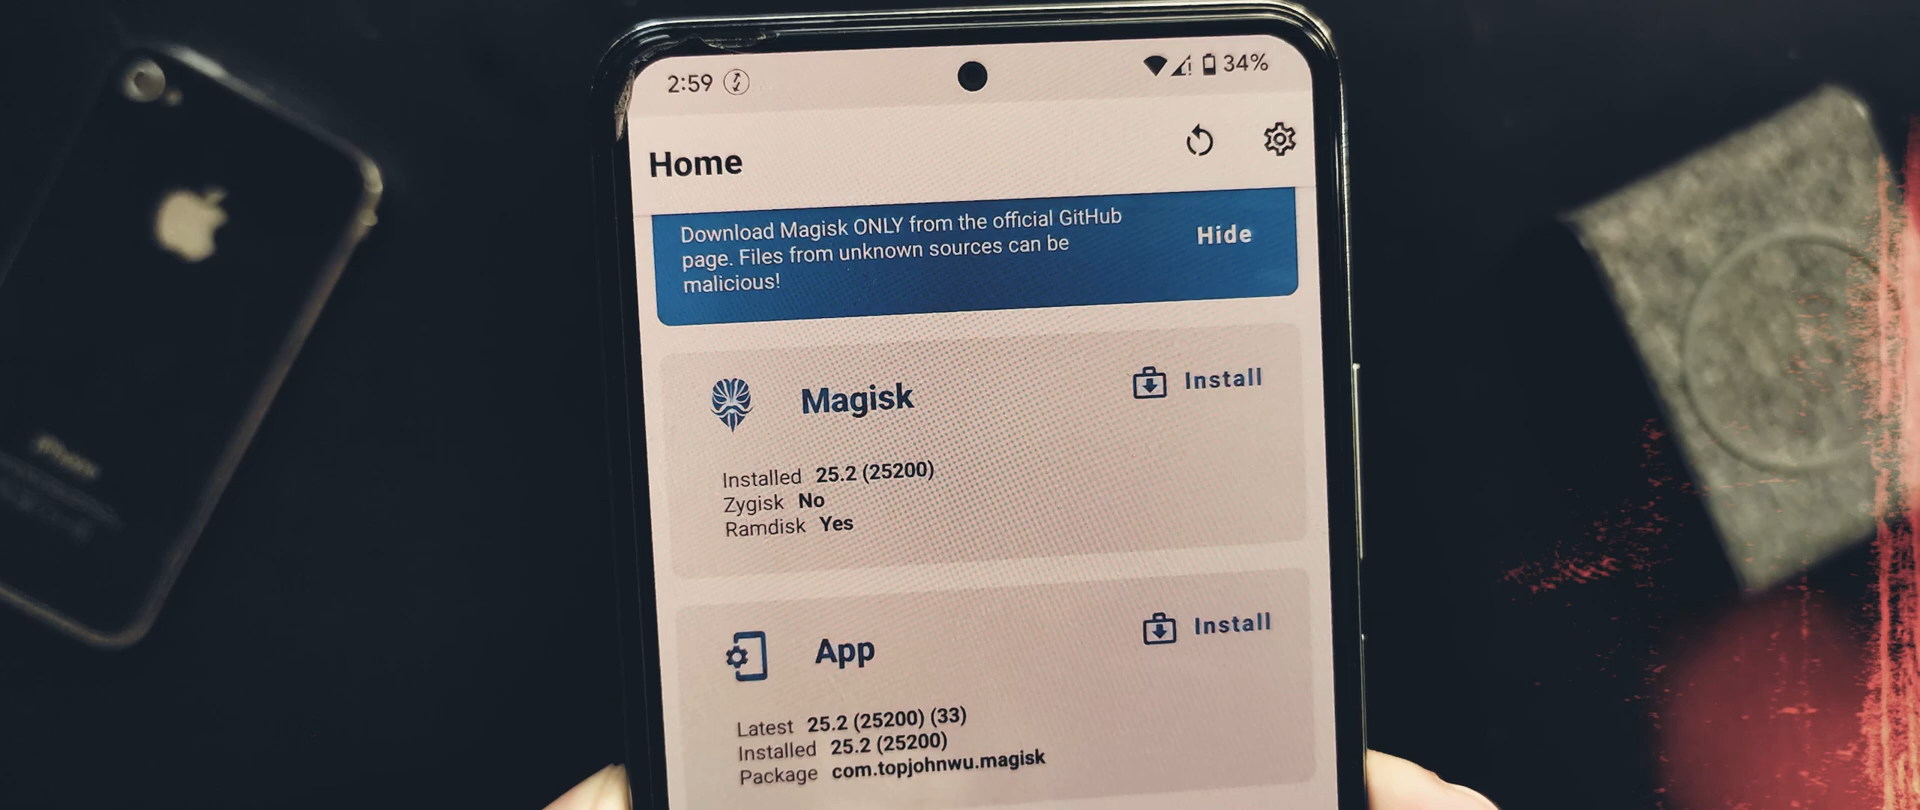 2:59 34%
Home
Download Magisk ONLY from the official GitHub
page. Files from unknown sources can be
malicious!
Hide
Magisk
Install
Installed 25.2 (25200)
Zygisk No
Ramdisk Yes
App
Install
Latest 25.2 (25200) (33)
Installed 25.2 (25200)
Package com.topjohnwu.magisk
iPhone